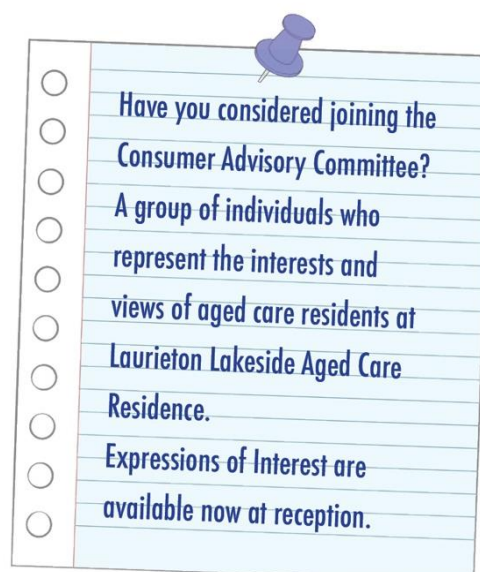 Have you considered joining the
Consumer Advisory Committee?
A group of individuals who
represent the interests and
views of aged care residents at
Laurieton Lakeside Aged Care
Residence.
Expressions of Interest are
available now at reception.